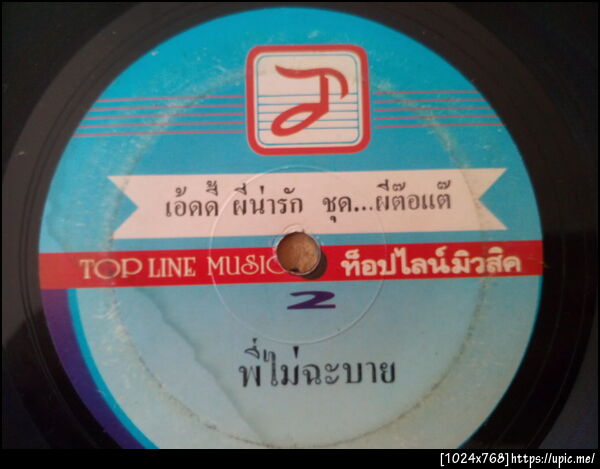 เอ้ดดี้ ผีน่ารัก ชุด...ผีต๊อแต๊
TOP LINE MUSIC ท็อปไลน์มิวสิค
2
พี่ไม่ฉะบาย
[1024x768]https://upic.me/